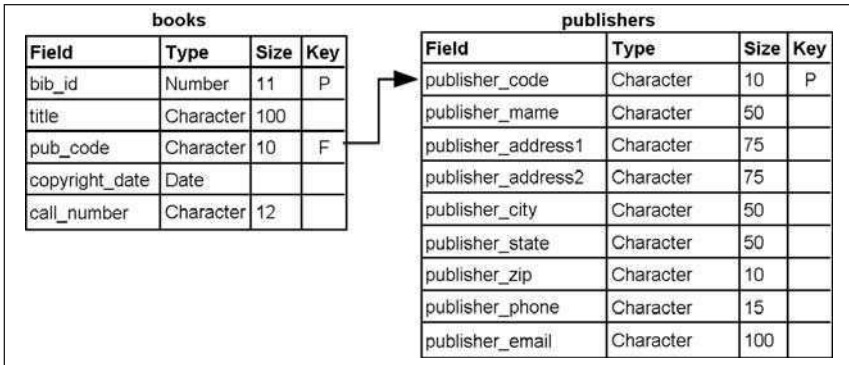 books
Field Type Size Key
bib_id Number 11 P
title Character 100
pub_code Character 10 F
copyright_date Date
call_number Character 12
publishers
Field Type Size Key
publisher_code Character 10 P
publisher_mame Character 50
publisher_address1 Character 75
publisher_address2 Character 75
publisher_city Character 50
publisher_state Character 50
publisher_zip Character 10
publisher_phone Character 15
publisher_email Character 100